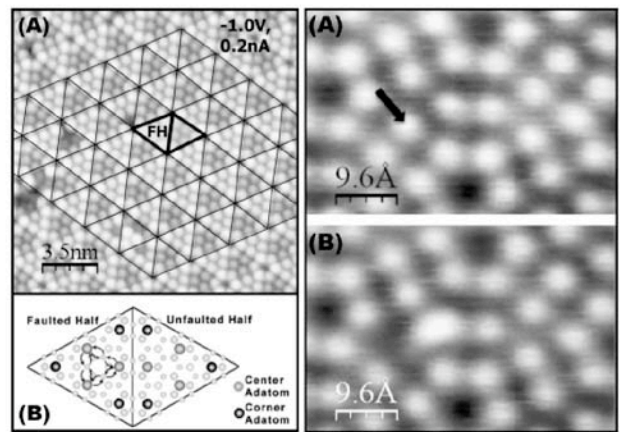 (A)
-1.0V,
0.2nA
FH
3.5nm
Faulted Half
Unfaulted Half
Center
Adatom
Corner
Adatom
(B)
(A)
9.6Å
(B)
9.6Å